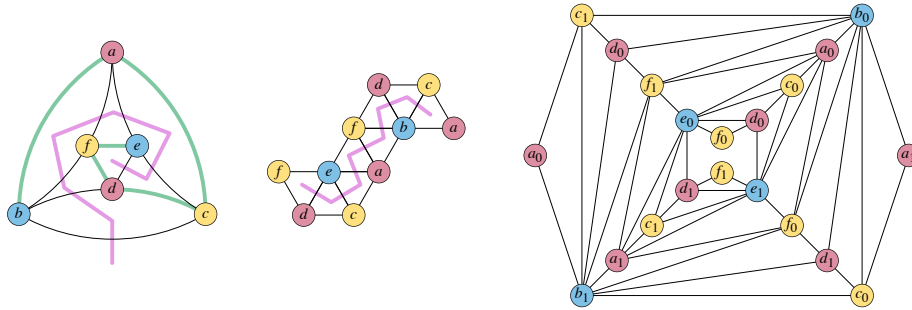 a
f e
d
b c
d c
f b a
f e a
d c
c₁ b₀
d₀ a₀
f₁ c₀
e₀ d₀
f₀
a₀ a₁
f₁
d₁ e₁
c₁ f₀
a₁ d₁
b₁ c₀